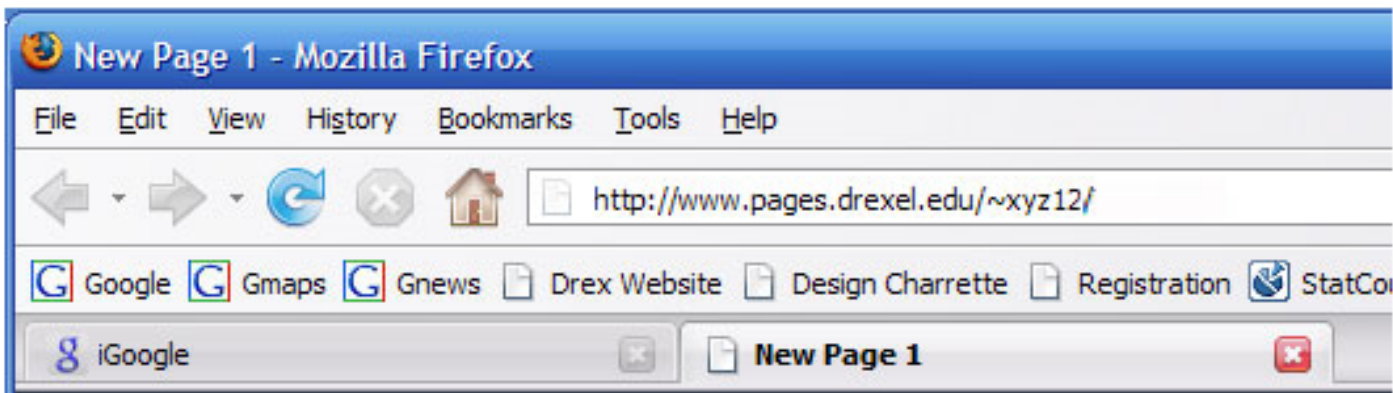 New Page 1 - Mozilla Firefox
File Edit View History Bookmarks Tools Help
http://www.pages.drexel.edu/~xyz12/
G Google G Gmaps G Gnews Drex Website Design Charrette Registration StatCou
g iGoogle New Page 1